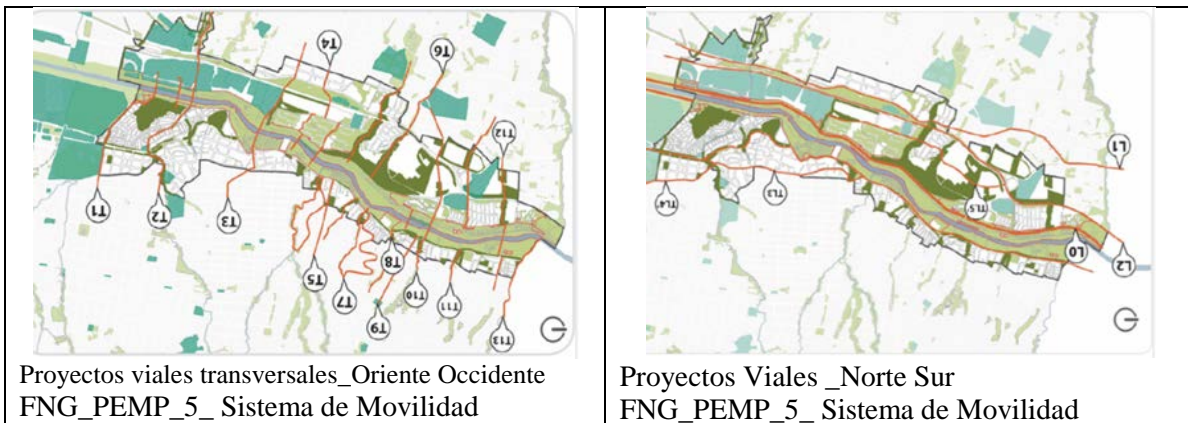 T4
T6
T12
T1
T2
T3
T5
T7
T8
T9
T10
T11
T13
Proyectos viales transversales_Oriente Occidente
FNG_PEMP_5_ Sistema de Movilidad
L1
TL4
TL3
TL5
L0
L2
Proyectos Viales _Norte Sur
FNG_PEMP_5_ Sistema de Movilidad